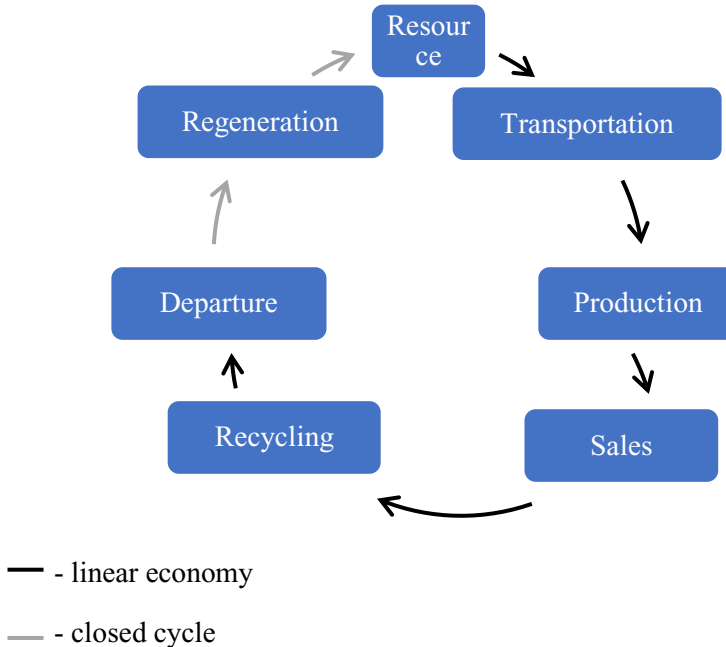 Resour
ce
Regeneration
Transportation
Departure
Production
Recycling
Sales
- linear economy
- closed cycle